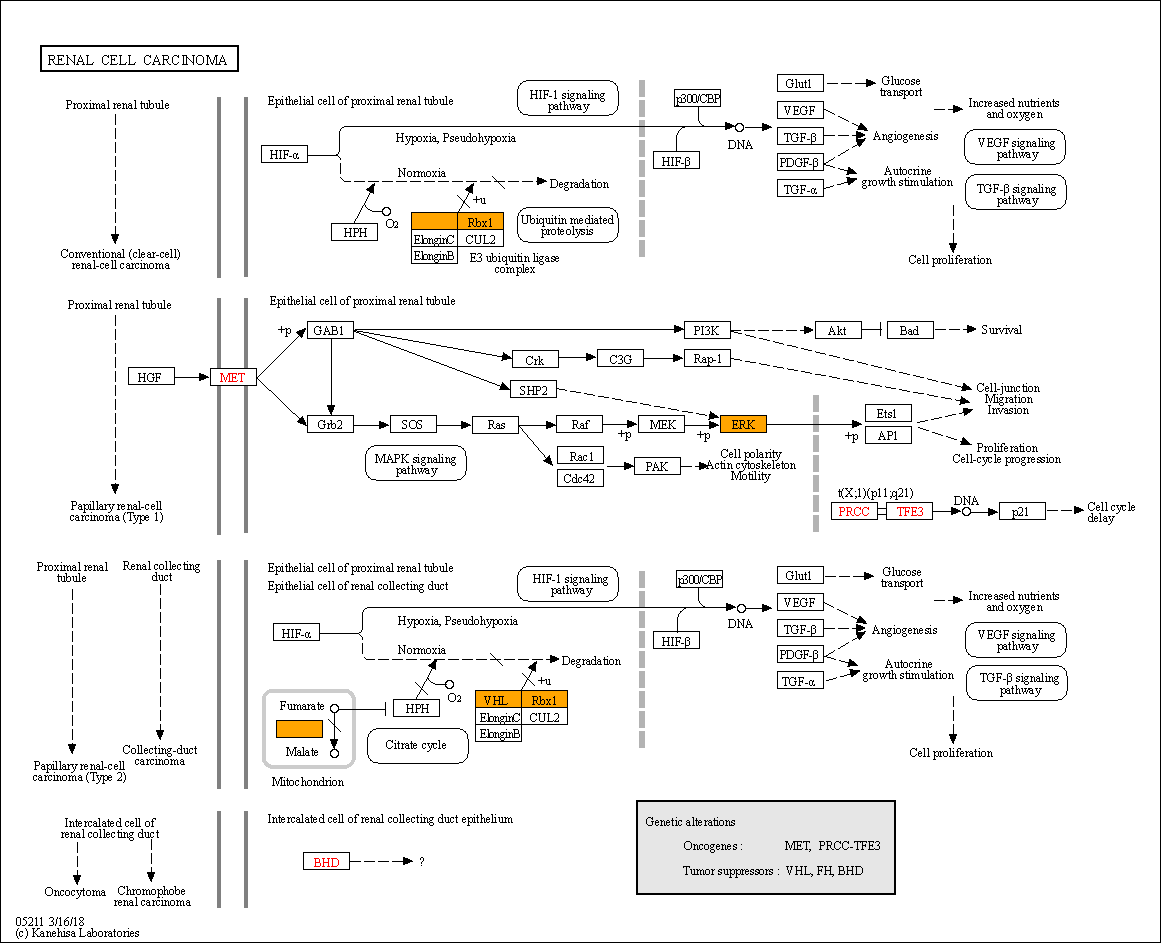 RENAL CELL CARCINOMA
Proximal renal tubule
Conventional (clear-cell)
renal-cell carcinoma
Epithelial cell of proximal renal tubule
HIF-1 signaling
pathway
HIF-α
Hypoxia, Pseudohypoxia
Normoxia
Degradation
+u
O2
HPH
Rbx1
ElonginC
CUL2
ElonginB
E3 ubiquitin ligase
complex
Ubiquitin mediated
proteolysis
p300/CBP
HIF-β
DNA
Glut1
VEGF
TGF-β
PDGF-β
TGF-α
Glucose
transport
Angiogenesis
Autocrine
growth stimulation
Increased nutrients
and oxygen
VEGF signaling
pathway
TGF-β signaling
pathway
Cell proliferation
Proximal renal tubule
Papillary renal-cell
carcinoma (Type 1)
Epithelial cell of proximal renal tubule
HGF
MET
+p
GAB1
PI3K
Akt
Bad
Survival
Crk
C3G
Rap-1
SHP2
Cell-junction
Migration
Invasion
Grb2
SOS
Ras
Raf
+p
MEK
+p
ERK
+p
Ets1
AP1
Proliferation
Cell-cycle progression
MAPK signaling
pathway
Rac1
Cdc42
PAK
Cell polarity
Actin cytoskeleton
Motility
t(X;1)(p11;q21)
PRCC
TFE3
DNA
p21
Cell cycle
delay
Proximal renal
tubule
Renal collecting
duct
Papillary renal-cell
carcinoma (Type 2)
Collecting-duct
carcinoma
Epithelial cell of proximal renal tubule
Epithelial cell of renal collecting duct
HIF-1 signaling
pathway
HIF-α
Hypoxia, Pseudohypoxia
Normoxia
Degradation
+u
O2
HPH
VHL
Rbx1
ElonginC
CUL2
ElonginB
Fumarate
Malate
Citrate cycle
Mitochondrion
p300/CBP
HIF-β
DNA
Glut1
VEGF
TGF-β
PDGF-β
TGF-α
Glucose
transport
Angiogenesis
Autocrine
growth stimulation
Increased nutrients
and oxygen
VEGF signaling
pathway
TGF-β signaling
pathway
Cell proliferation
Intercalated cell of
renal collecting duct
Oncocytoma
Chromophobe
renal carcinoma
Intercalated cell of renal collecting duct epithelium
BHD
?
Genetic alterations
Oncogenes : MET, PRCC-TFE3
Tumor suppressors : VHL, FH, BHD
05211 3/16/18
(c) Kanehisa Laboratories